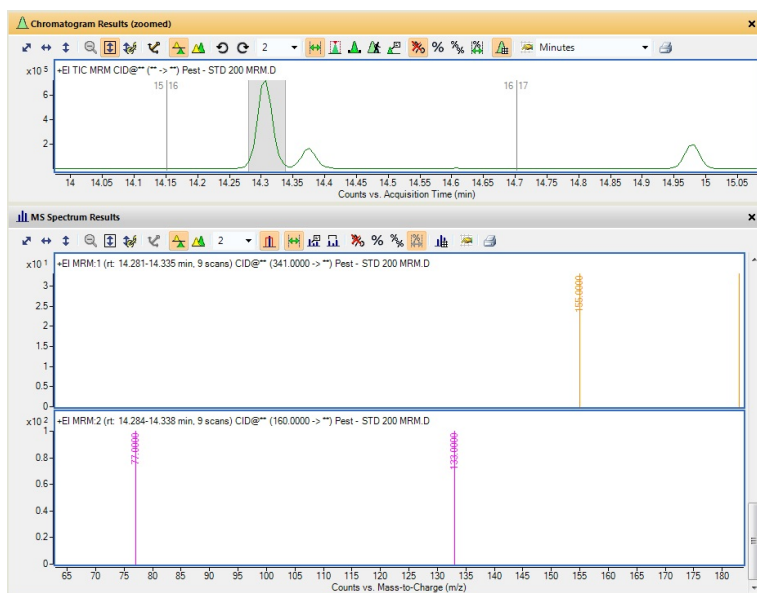 Chromatogram Results (zoomed)
2 % Minutes
x10 5 +EI TIC MRM CID@** (** -> **) Pest - STD 200 MRM.D
15 16 16 17
6
4
2
14 14.05 14.1 14.15 14.2 14.25 14.3 14.35 14.4 14.45 14.5 14.55 14.6 14.65 14.7 14.75 14.8 14.85 14.9 14.95 15 15.05
Counts vs. Acquisition Time (min)
MS Spectrum Results
2 %
x10 1 +EI MRM:1 (rt: 14.281-14.335 min, 9 scans) CID@** (341.0000 -> **) Pest - STD 200 MRM.D
3
2.5
2
1.5
1
0.5
0
155.0000
x10 -2 +EI MRM:2 (rt: 14.284-14.338 min, 9 scans) CID@** (160.0000 -> **) Pest - STD 200 MRM.D
1
0.8
0.6
0.4
0.2
0
77.0000
133.0000
65 70 75 80 85 90 95 100 105 110 115 120 125 130 135 140 145 150 155 160 165 170 175 180
Counts vs. Mass-to-Charge (m/z)